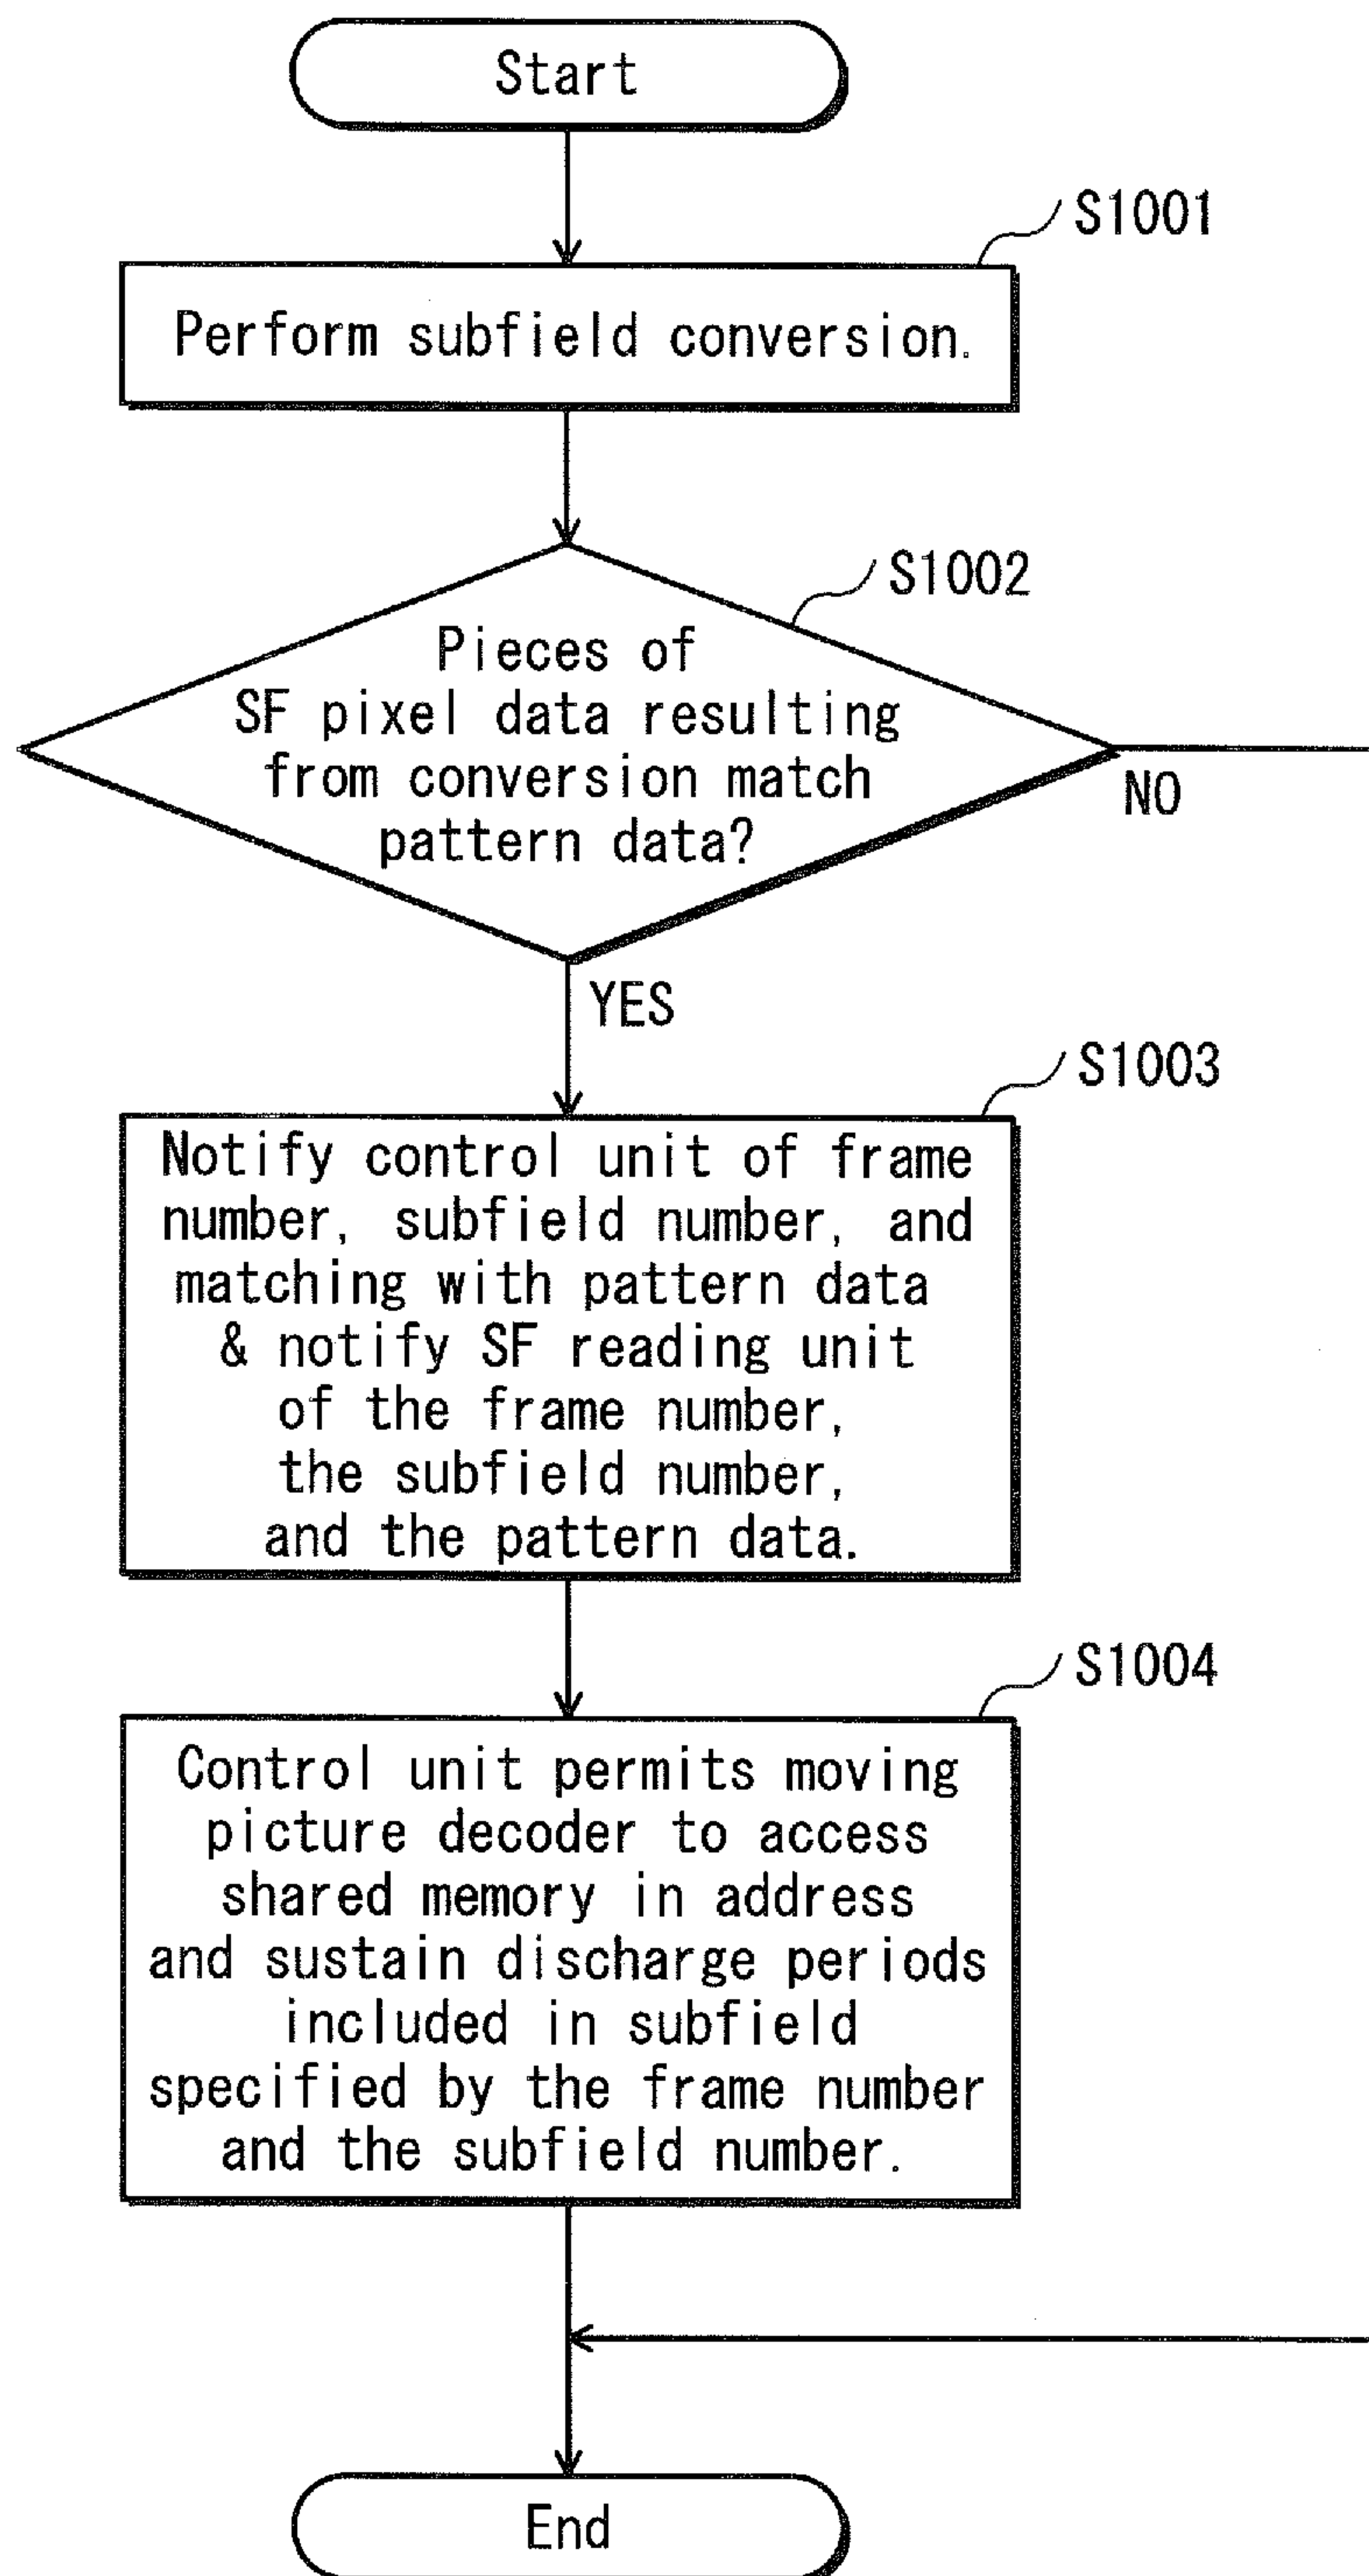 Start
S1001
Perform subfield conversion.
S1002
Pieces of
SF pixel data resulting
from conversion match
pattern data?
NO
YES
S1003
Notify control unit of frame
number, subfield number, and
matching with pattern data
& notify SF reading unit
of the frame number,
the subfield number,
and the pattern data.
S1004
Control unit permits moving
picture decoder to access
shared memory in address
and sustain discharge periods
included in subfield
specified by the frame number
and the subfield number.
End